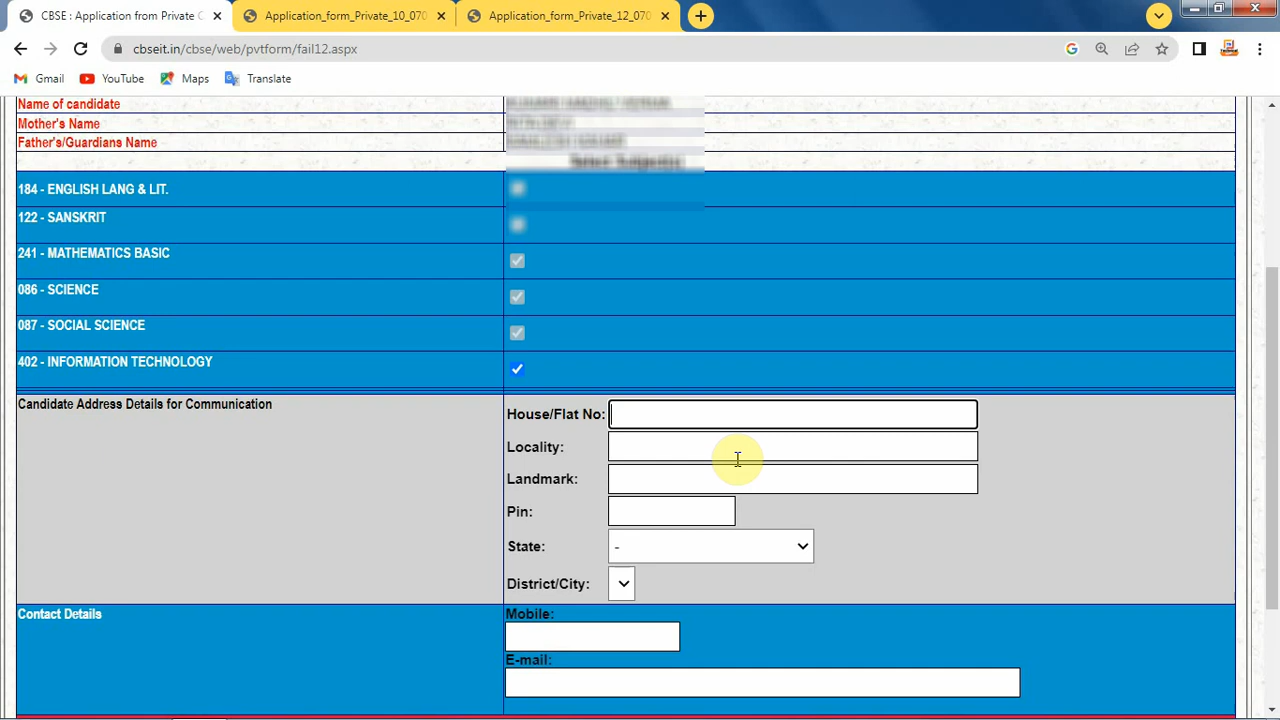 CBSE : Application from Private C
Application_form_Private_10_070
Application_form_Private_12_070
cbseit.in/cbse/web/pvtform/fail12.aspx
Gmail
YouTube
Maps
Translate
Name of candidate
Mother's Name
Father's/Guardians Name
184 - ENGLISH LANG & LIT.
122 - SANSKRIT
241 - MATHEMATICS BASIC
086 - SCIENCE
087 - SOCIAL SCIENCE
402 - INFORMATION TECHNOLOGY
Candidate Address Details for Communication
House/Flat No:
Locality:
Landmark:
Pin:
State:
-
District/City:
Contact Details
Mobile:
E-mail: